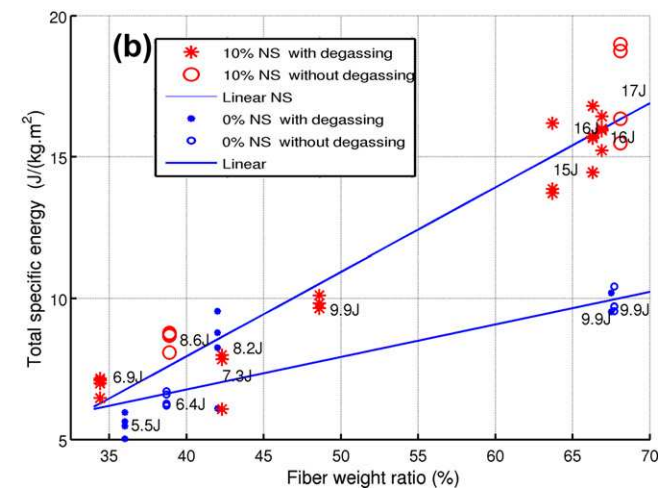 (b)
10% NS with degassing
10% NS without degassing
Linear NS
0% NS with degassing
0% NS without degassing
Linear
Total specific energy (J/(kg.m²)
20
15
10
5
17J
16J
16J
15J
9.9J
9.9J
9.9J
8.6J
8.2J
6.9J
7.3J
6.4J
5.5J
35
40
45
50
55
60
65
70
Fiber weight ratio (%)